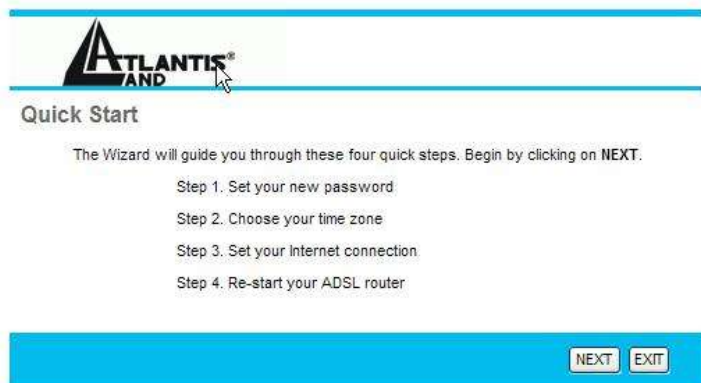 ATLANTIS®
LAND
Quick Start
The Wizard will guide you through these four quick steps. Begin by clicking on NEXT.
Step 1. Set your new password
Step 2. Choose your time zone
Step 3. Set your Internet connection
Step 4. Re-start your ADSL router
NEXT EXIT